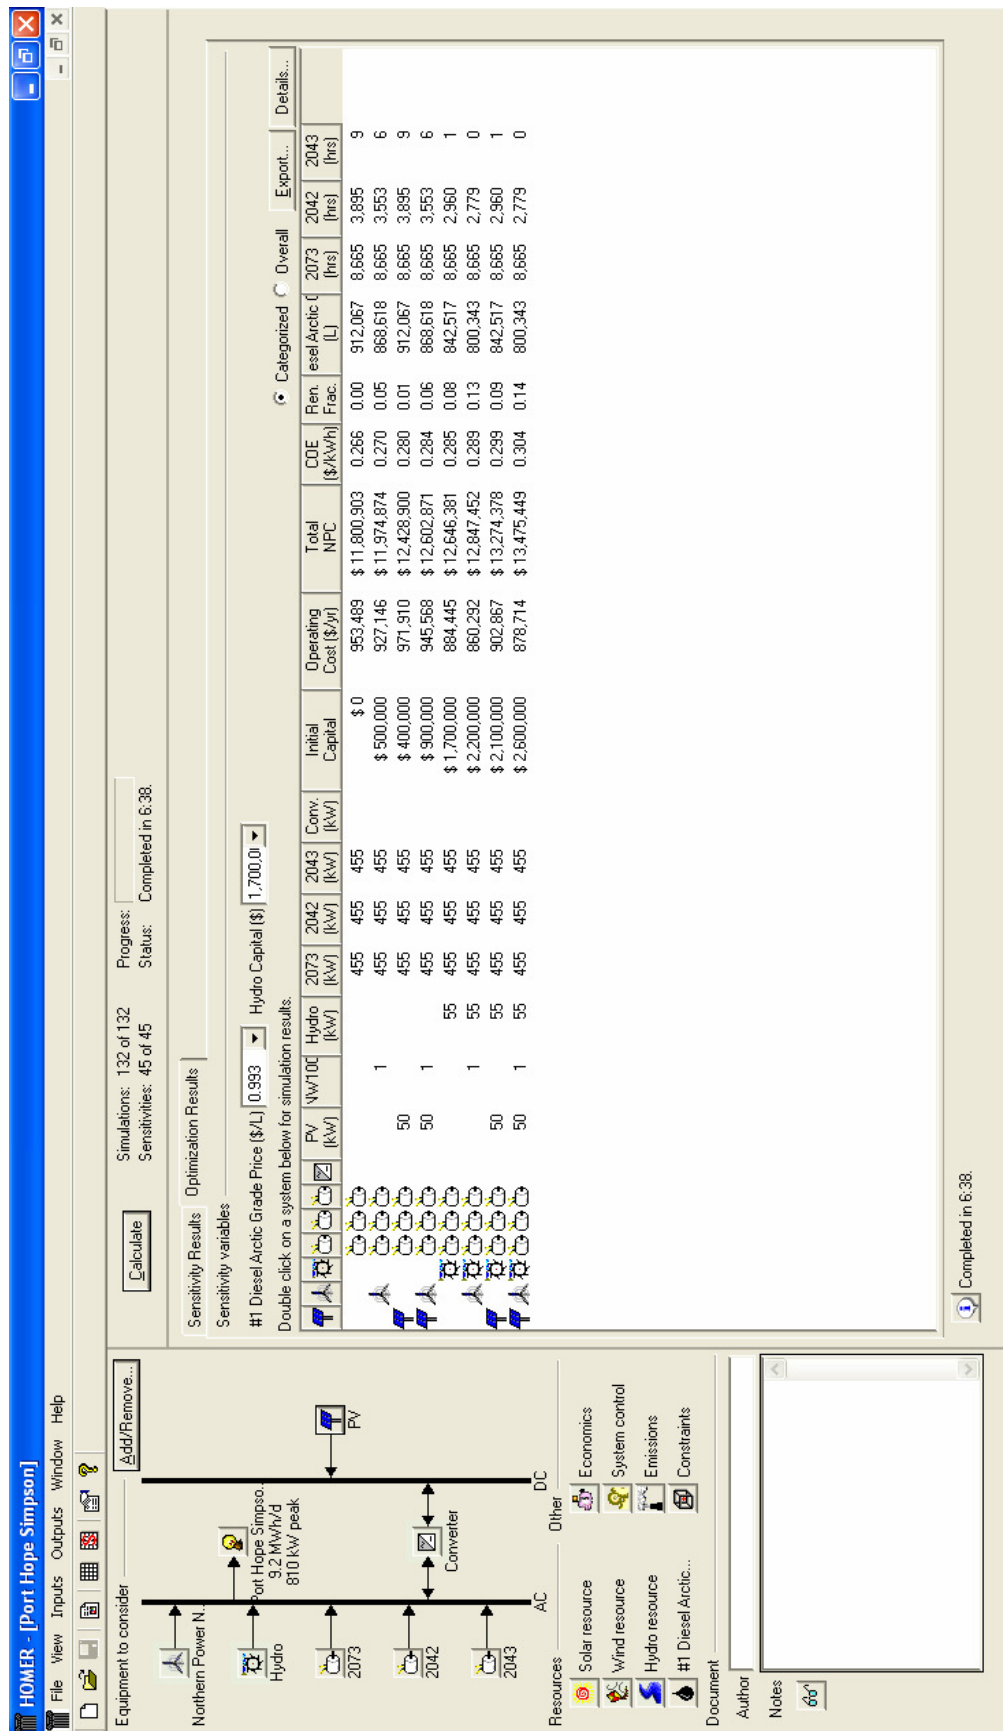 HOMER - [Port Hope Simpson]
File View Inputs Outputs Window Help
Equipment to consider
Add/Remove...
Calculate
Simulations: 132 of 132
Progress:
Sensitivities: 45 of 45
Status: Completed in 6:38.
Northern Power N...
Hydro
2073
2042
2043
Port Hope Simpso...
9.2 MWh/d
810 kW peak
Converter
PV
AC
DC
Resources
Other
Solar resource
Economics
Wind resource
System control
Hydro resource
Emissions
#1 Diesel Arctic...
Constraints
Document
Author
Notes
Sensitivity Results
Optimization Results
Sensitivity variables
#1 Diesel Arctic Grade Price ($/L) 0.993 Hydro Capital ($) 1,700,0
Double click on a system below for simulation results.
Categorized Overall Export... Details...
PV (kW) NW100 Hydro (kW) 2073 (kW) 2042 (kW) 2043 (kW) Conv. (kW) Initial Capital Operating Cost ($/yr) Total NPC COE ($/kWh) Ren. Frac. esel Arctic G (L) 2073 (hrs) 2042 (hrs) 2043 (hrs)
455 455 455 $ 0 953,489 $ 11,800,903 0.266 0.00 912,067 8,665 3,895 9
1 455 455 455 $ 500,000 927,146 $ 11,974,874 0.270 0.05 868,618 8,665 3,553 6
50 455 455 455 $ 400,000 971,910 $ 12,428,900 0.280 0.01 912,067 8,665 3,895 9
50 1 455 455 455 $ 900,000 945,568 $ 12,602,871 0.284 0.06 868,618 8,665 3,553 6
55 455 455 455 $ 1,700,000 884,445 $ 12,646,381 0.285 0.08 842,517 8,665 2,960 1
1 55 455 455 455 $ 2,200,000 860,292 $ 12,847,452 0.289 0.13 800,343 8,665 2,779 0
50 55 455 455 455 $ 2,100,000 902,867 $ 13,274,378 0.299 0.09 842,517 8,665 2,960 1
50 1 55 455 455 455 $ 2,600,000 878,714 $ 13,475,449 0.304 0.14 800,343 8,665 2,779 0
Completed in 6:38.